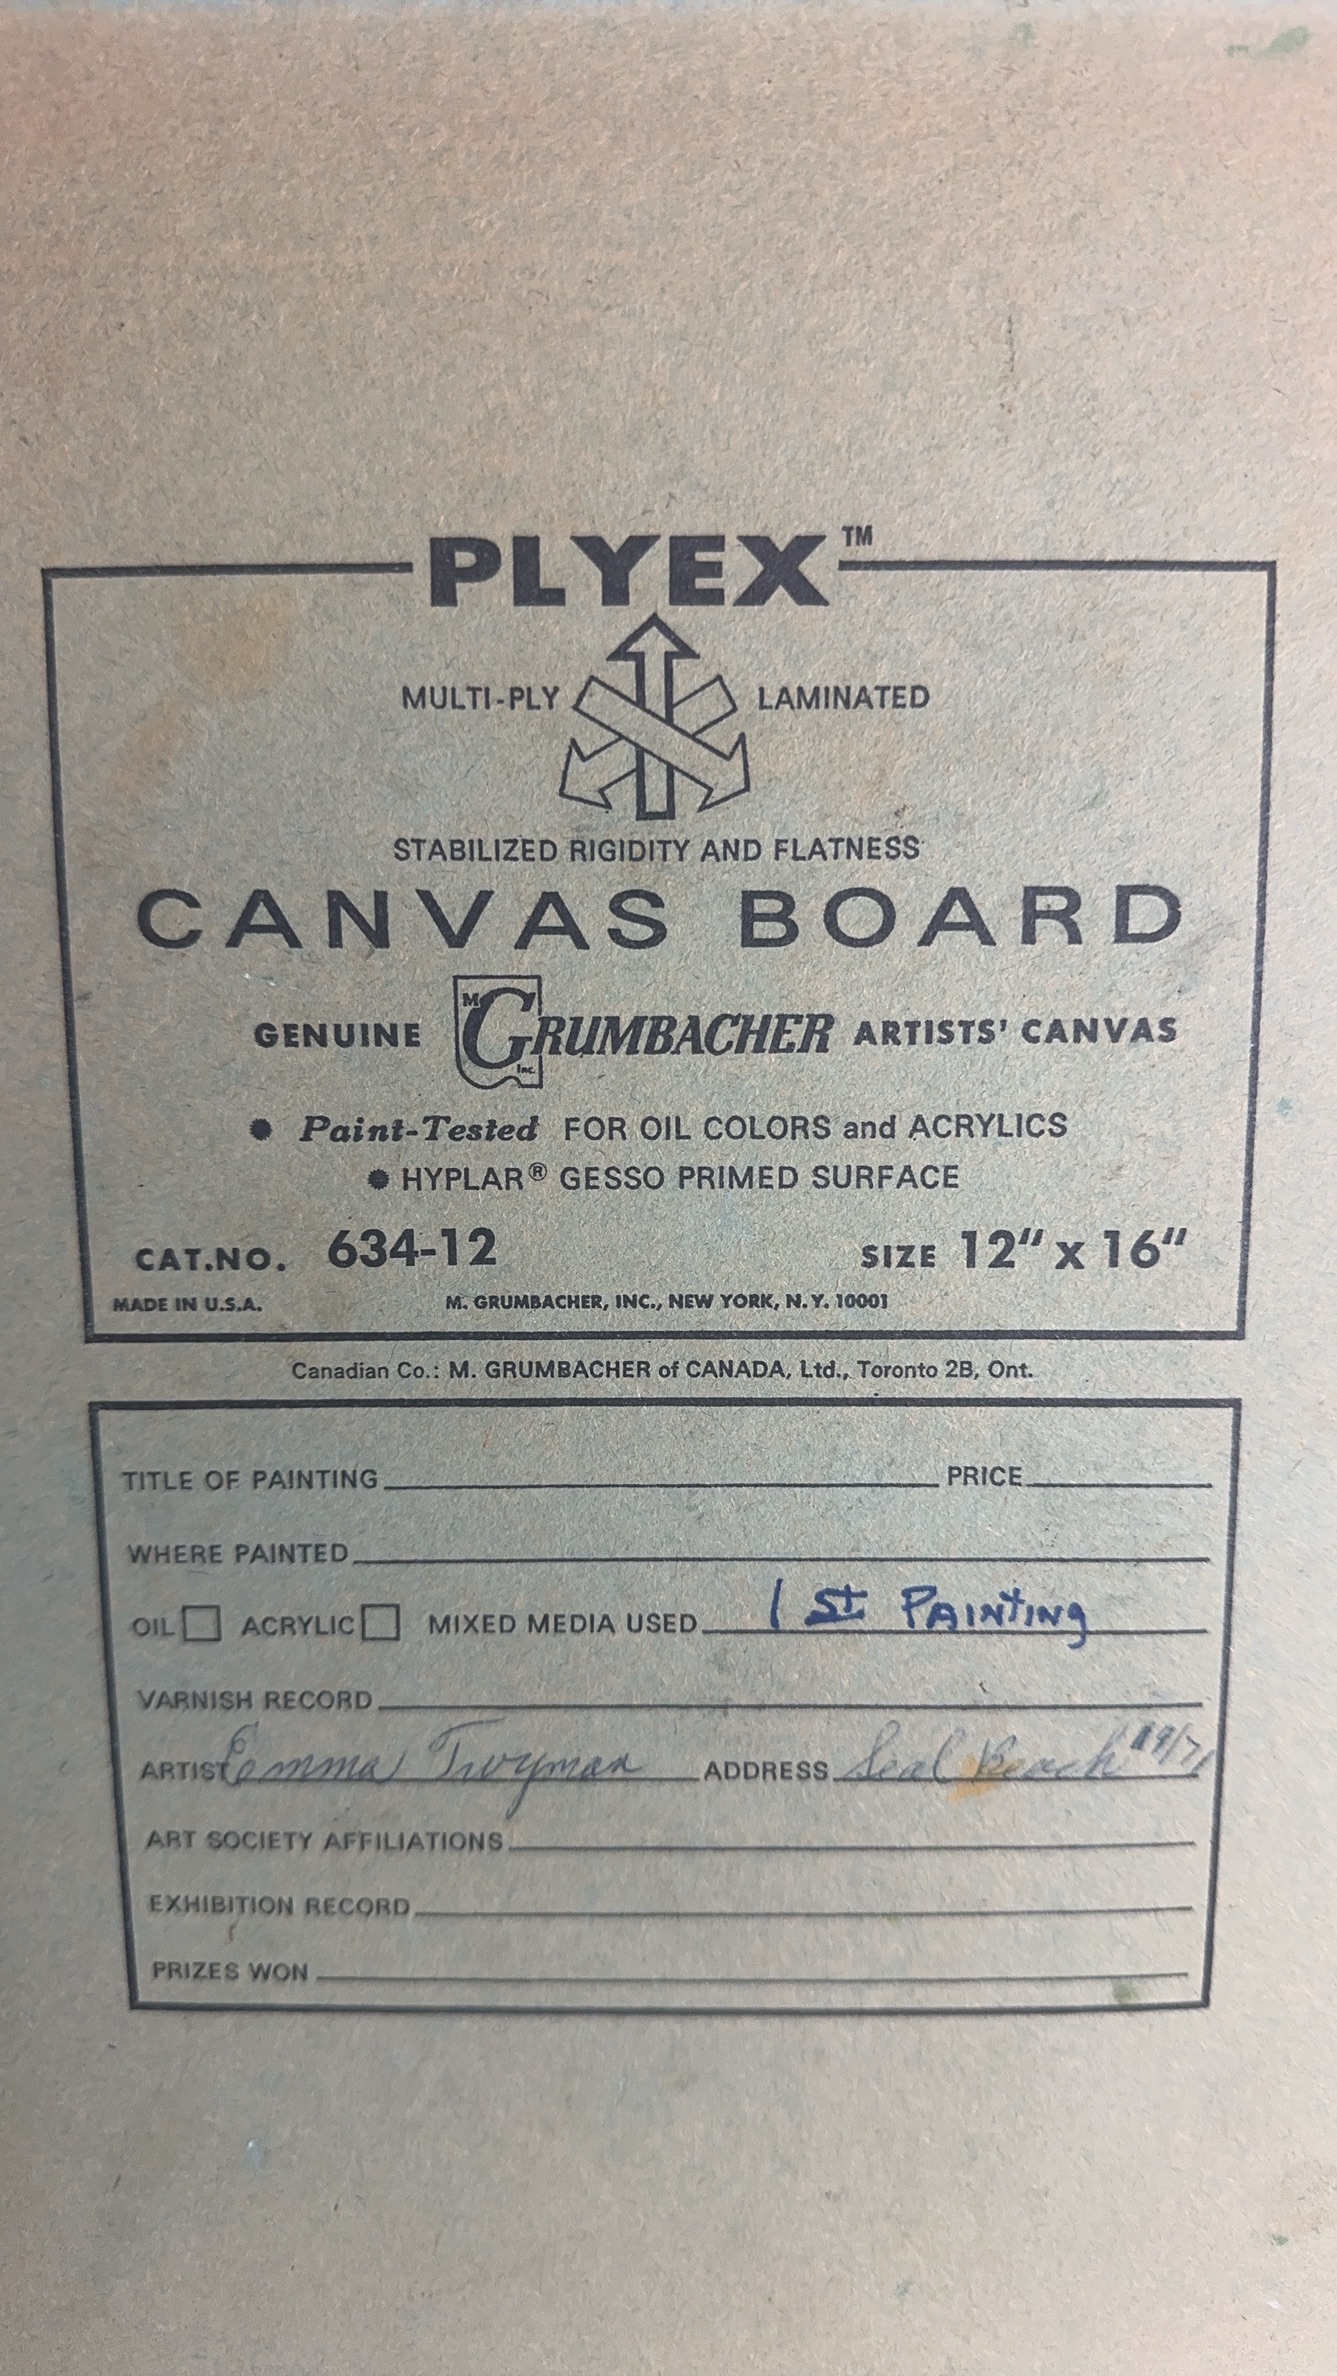 PLYEX™
MULTI-PLY LAMINATED
STABILIZED RIGIDITY AND FLATNESS
CANVAS BOARD
GENUINE M. GRUMBACHER Inc. ARTISTS' CANVAS
• Paint-Tested FOR OIL COLORS and ACRYLICS
• HYPLAR® GESSO PRIMED SURFACE
CAT.NO. 634-12 SIZE 12" x 16"
MADE IN U.S.A. M. GRUMBACHER, INC., NEW YORK, N.Y. 10001
Canadian Co.: M. GRUMBACHER of CANADA, Ltd., Toronto 2B, Ont.
TITLE OF PAINTING PRICE
WHERE PAINTED
OIL ACRYLIC MIXED MEDIA USED 1st PAINTING
VARNISH RECORD
ARTIST Emma Twyman ADDRESS Seal Beach
ART SOCIETY AFFILIATIONS
EXHIBITION RECORD
PRIZES WON